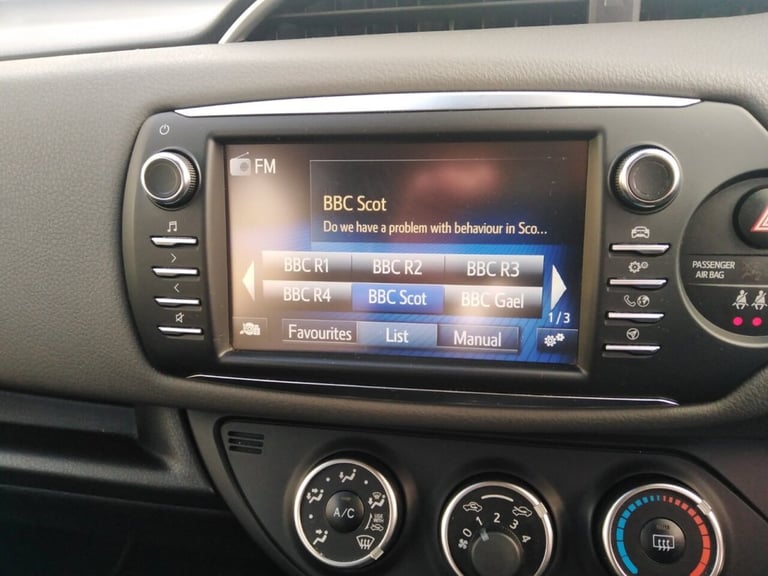 FM
BBC Scot
Do we have a problem with behaviour in Sco...
BBC R1 BBC R2 BBC R3
BBC R4 BBC Scot BBC Gael
1/3
Favourites List Manual
PASSENGER
AIR BAG
A/C
0 1 2 3 4